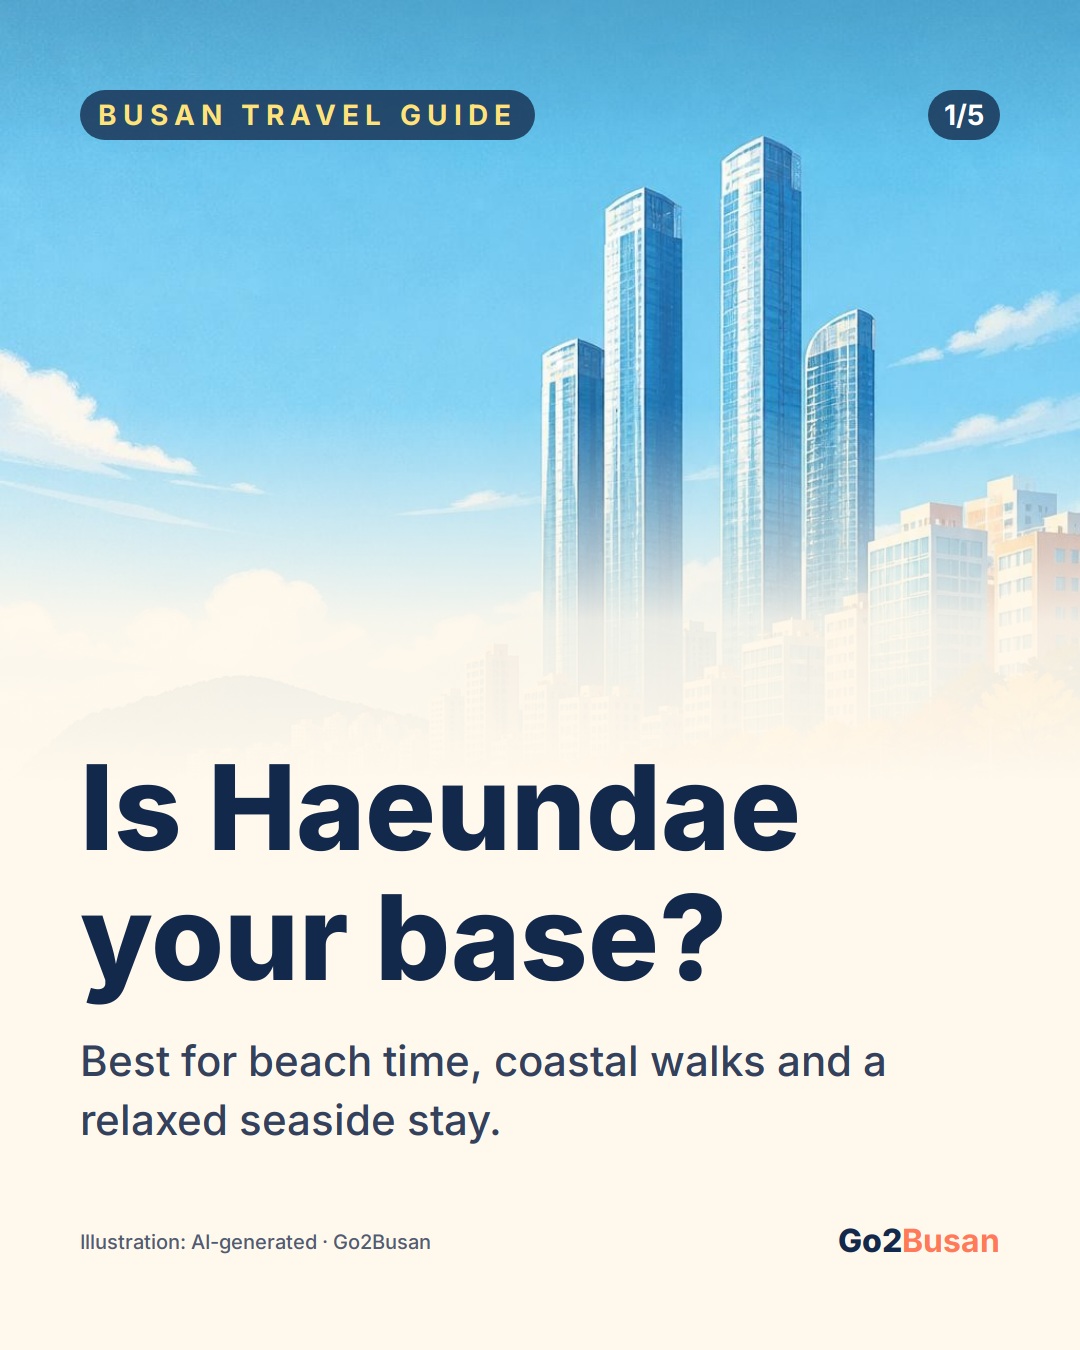 BUSAN TRAVEL GUIDE
1/5
Is Haeundae
your base?
Best for beach time, coastal walks and a
relaxed seaside stay.
Illustration: AI-generated · Go2Busan
Go2Busan